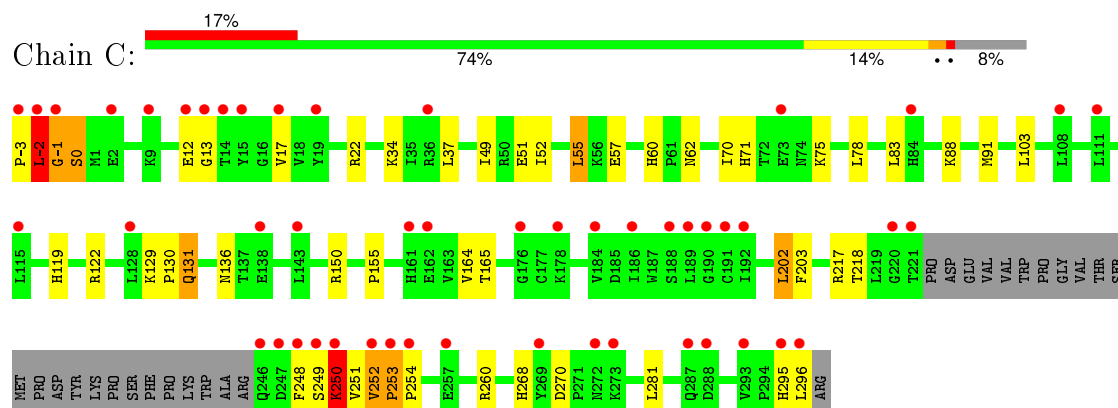 17%
Chain C:
74% 14% • • 8%
P-3 L-2 G-1 S0 M1 E2 K9 E12 G13 T14 Y15 G16 V17 V18 Y19 R22 K34 I35 R36 L37 I49 R50 E51 I52 L55 K56 E57 H60 P61 N62 I70 H71 T72 E73 N74 K75 L78 L83 H84 K88 M91 L103 L108 L111
L115 H119 R122 L128 K129 P130 Q131 N136 T137 E138 L143 R150 P155 H161 E162 V163 V164 T165 G176 C177 K178 V184 D185 I186 W187 S188 L189 G190 C191 I192 L202 F203 R217 T218 L219 G220 T221 PRO ASP GLU VAL VAL TRP PRO GLY VAL THR SER
MET PRO ASP TYR LYS PRO SER PHE PRO LYS TRP ALA ARG Q246 D247 F248 S249 K250 V251 V252 P253 P254 E257 R260 H268 Y269 D270 P271 N272 K273 L281 Q287 D288 V293 P294 H295 L296 ARG